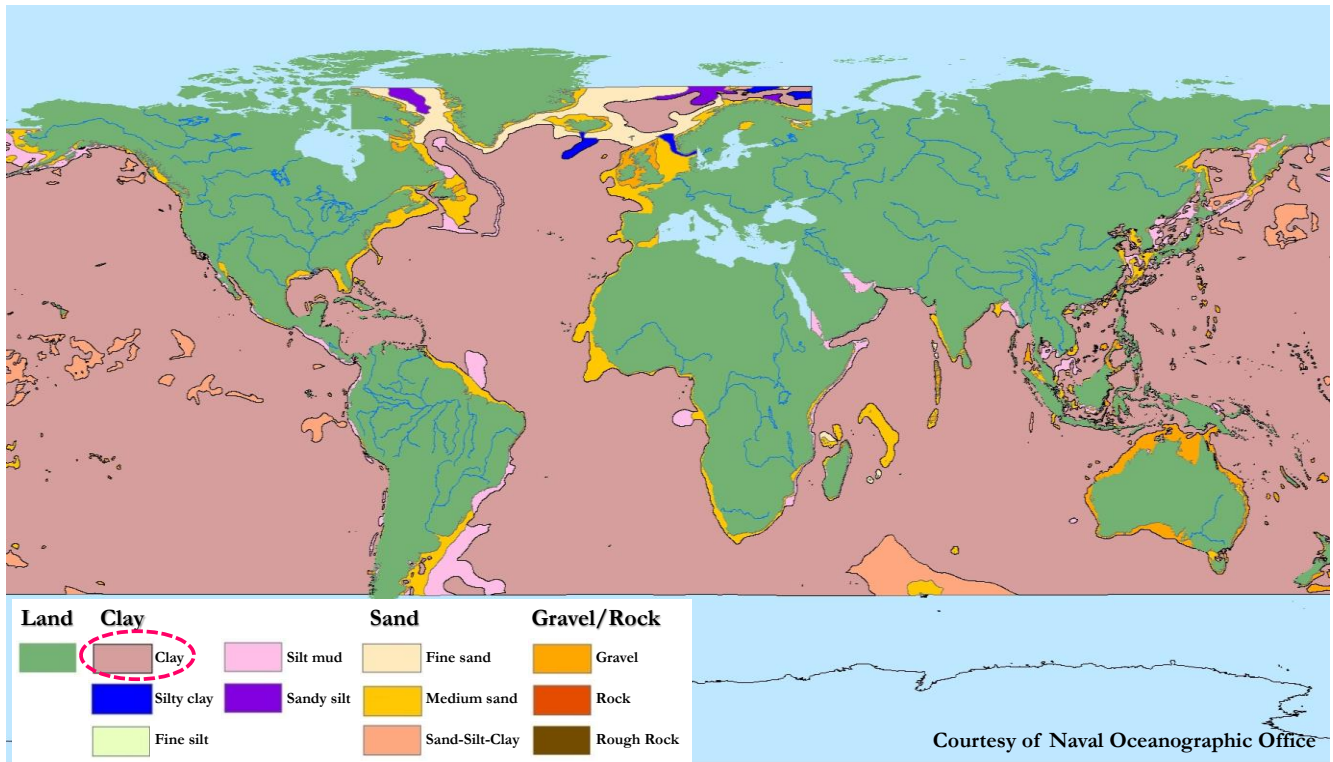 Land Clay Sand Gravel/Rock
Clay Silt mud Fine sand Gravel
Silty clay Sandy silt Medium sand Rock
Fine silt Sand-Silt-Clay Rough Rock
Courtesy of Naval Oceanographic Office